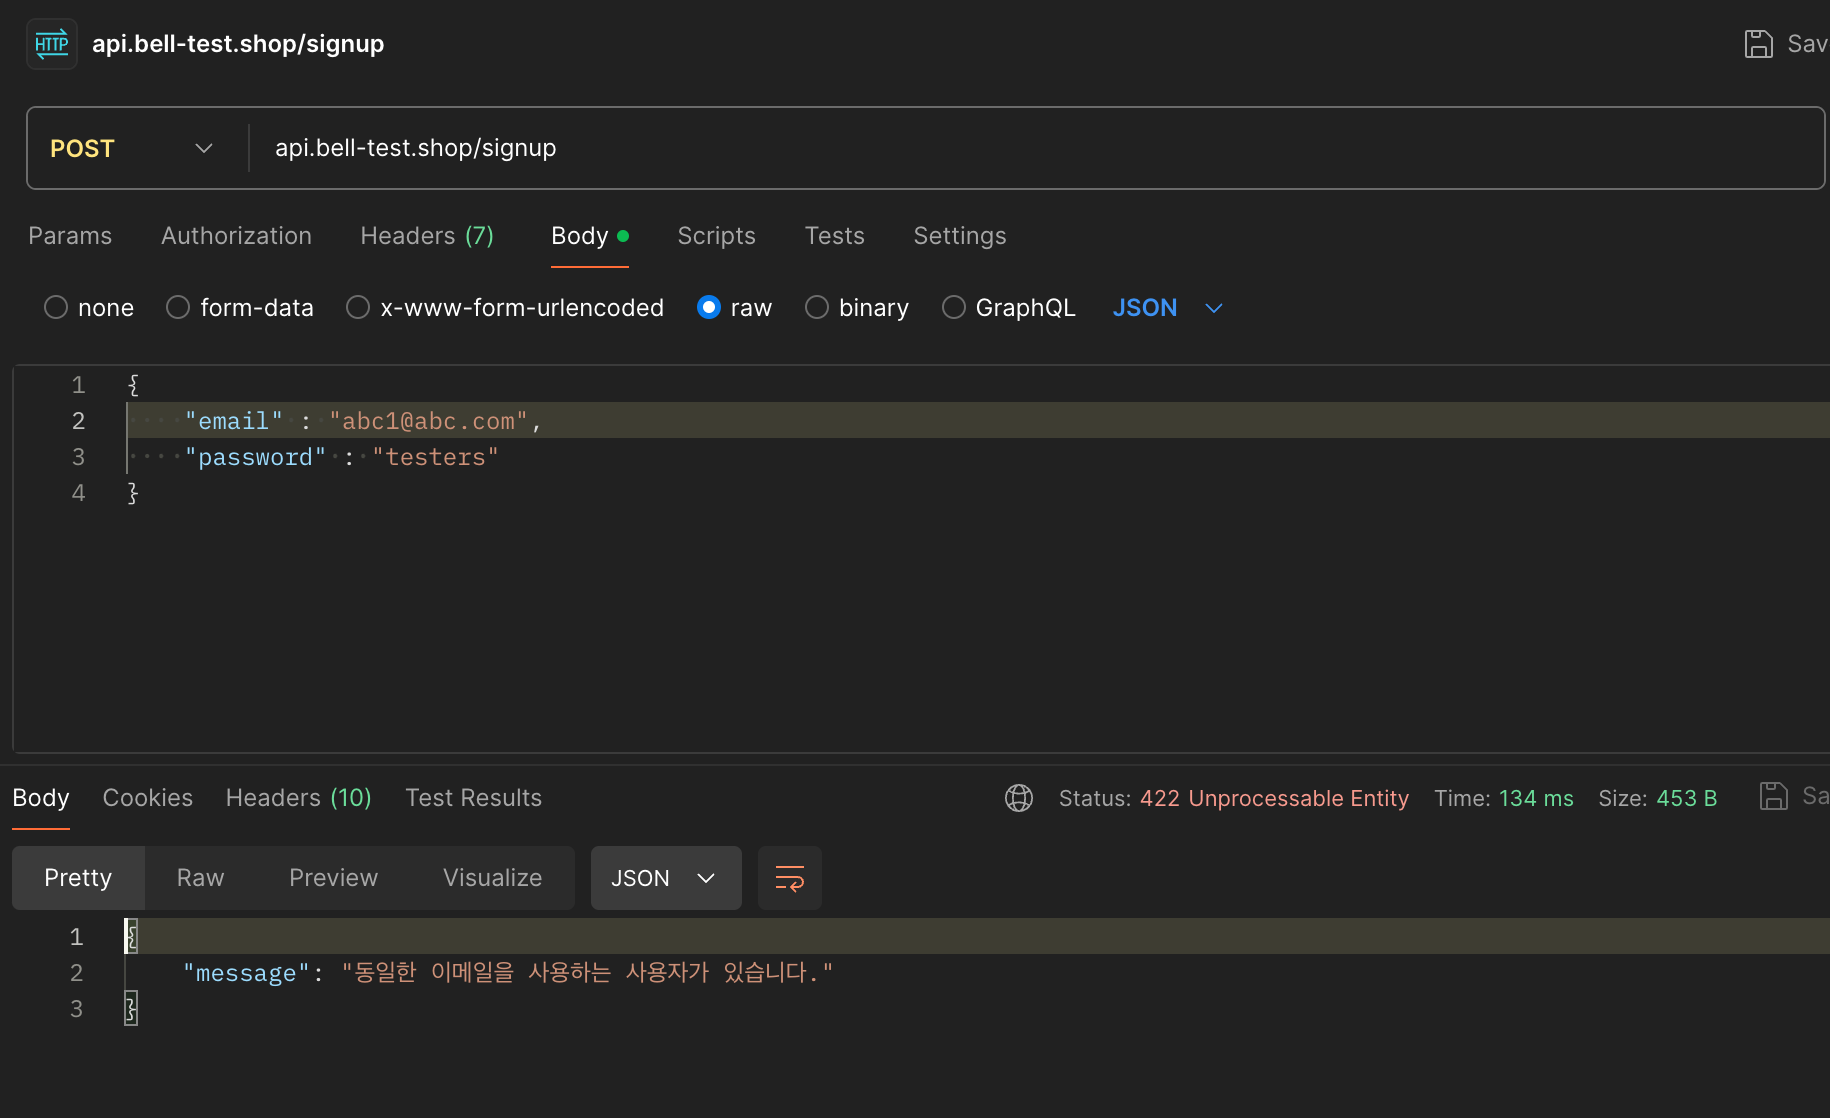 HTTP api.bell-test.shop/signup Sav
POST api.bell-test.shop/signup
Params Authorization Headers (7) Body Scripts Tests Settings
none form-data x-www-form-urlencoded raw binary GraphQL JSON
1 {
2 "email" : "abc1@abc.com",
3 "password" : "testers"
4 }
Body Cookies Headers (10) Test Results Status: 422 Unprocessable Entity Time: 134 ms Size: 453 B Sa
Pretty Raw Preview Visualize JSON
1 {
2 "message": "동일한 이메일을 사용하는 사용자가 있습니다."
3 }